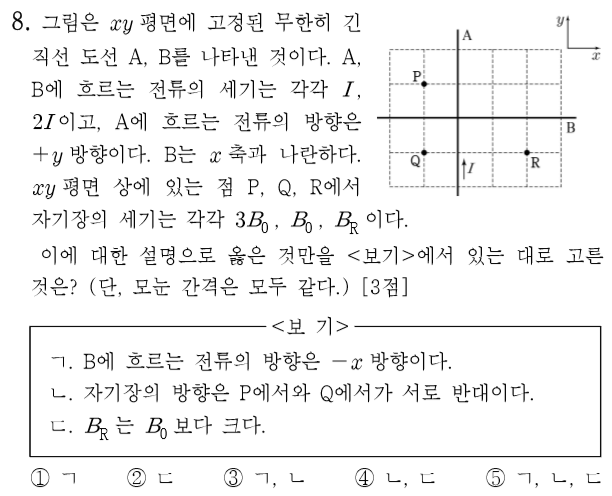 8. 그림은 xy 평면에 고정된 무한히 긴
직선 도선 A, B를 나타낸 것이다. A,
B에 흐르는 전류의 세기는 각각 I,
2I이고, A에 흐르는 전류의 방향은
+y 방향이다. B는 x 축과 나란하다.
xy 평면 상에 있는 점 P, Q, R에서
자기장의 세기는 각각 3B₀, B₀, B_R 이다.
A
y
x
P
B
Q
I
R
이에 대한 설명으로 옳은 것만을 <보기>에서 있는 대로 고른
것은? (단, 모눈 간격은 모두 같다.) [3점]
<보 기>
ㄱ. B에 흐르는 전류의 방향은 −x 방향이다.
ㄴ. 자기장의 방향은 P에서와 Q에서가 서로 반대이다.
ㄷ. B_R 는 B₀ 보다 크다.
① ㄱ ② ㄷ ③ ㄱ, ㄴ ④ ㄴ, ㄷ ⑤ ㄱ, ㄴ, ㄷ